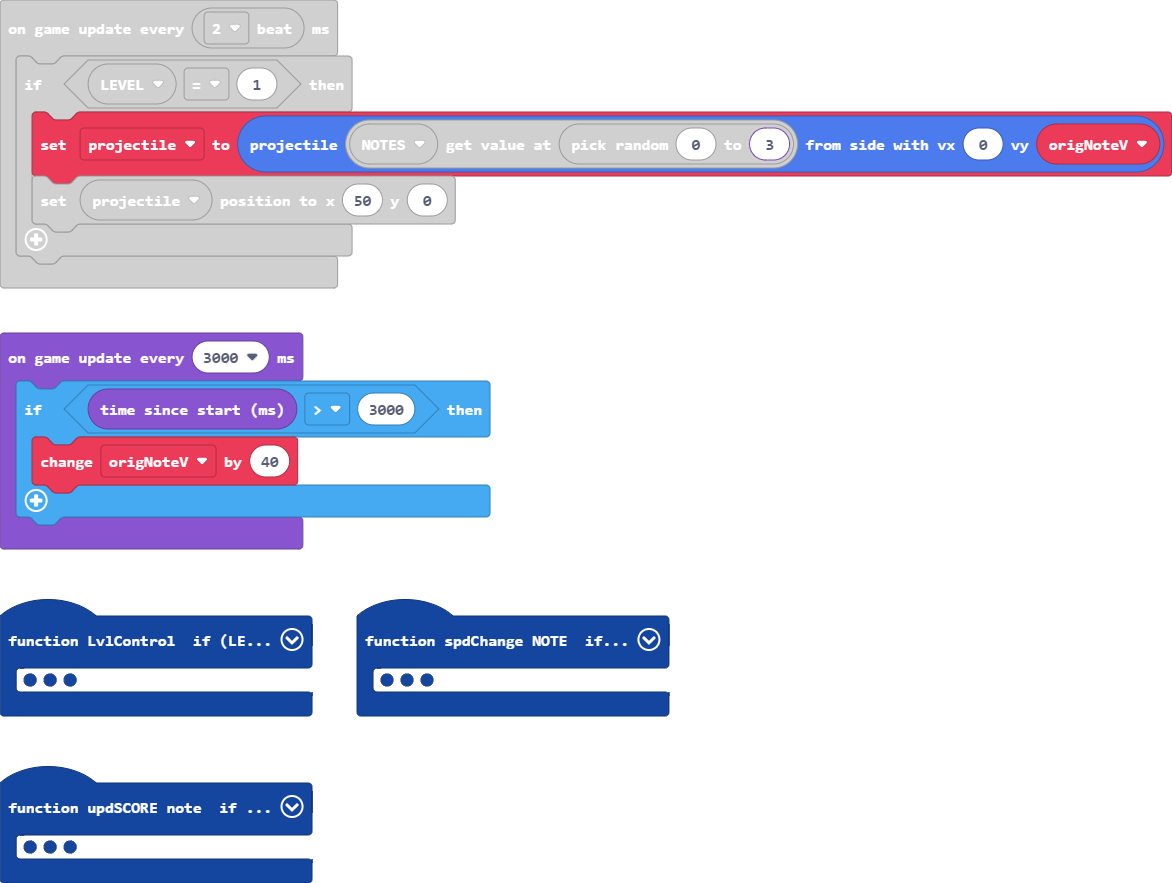 on game update every 2 beat ms
if LEVEL = 1 then
set projectile to projectile NOTES get value at pick random 0 to 3 from side with vx 0 vy origNoteV
set projectile position to x 50 y 0
on game update every 3000 ms
if time since start (ms) > 3000 then
change origNoteV by 40
function LvlControl if (LE...
function spdChange NOTE if...
function updSCORE note if ...